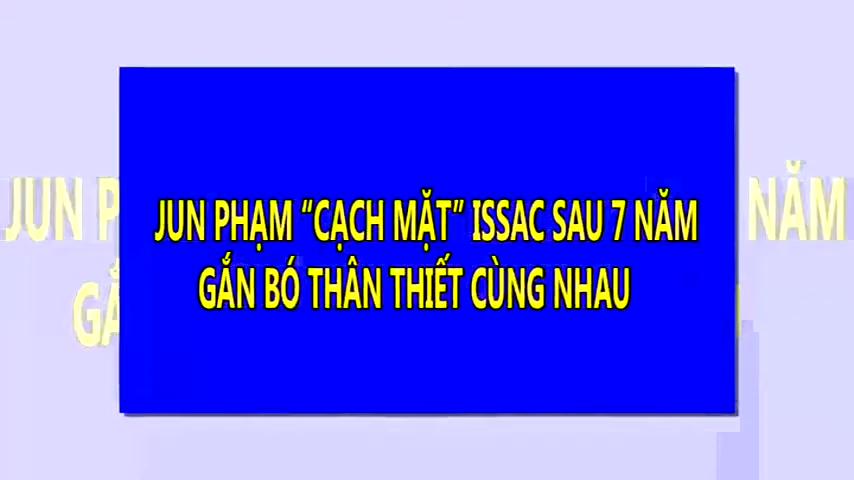 JUN PHẠM “CẠCH MẶT” ISSAC SAU 7 NĂM
GẮN BÓ THÂN THIẾT CÙNG NHAU